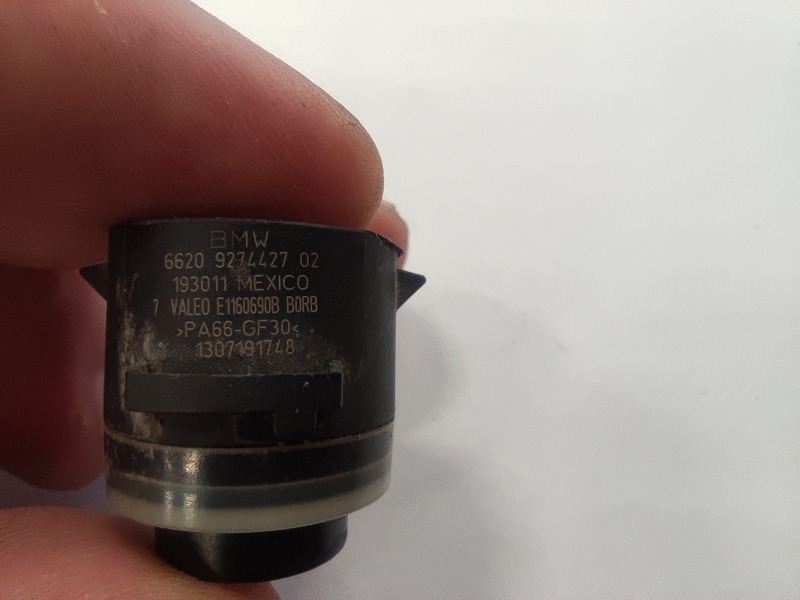 BMW
6620 9274427 02
193011 MEXICO
7 VALEO E1160690B B0RB
>PA66-GF30<
1307191748